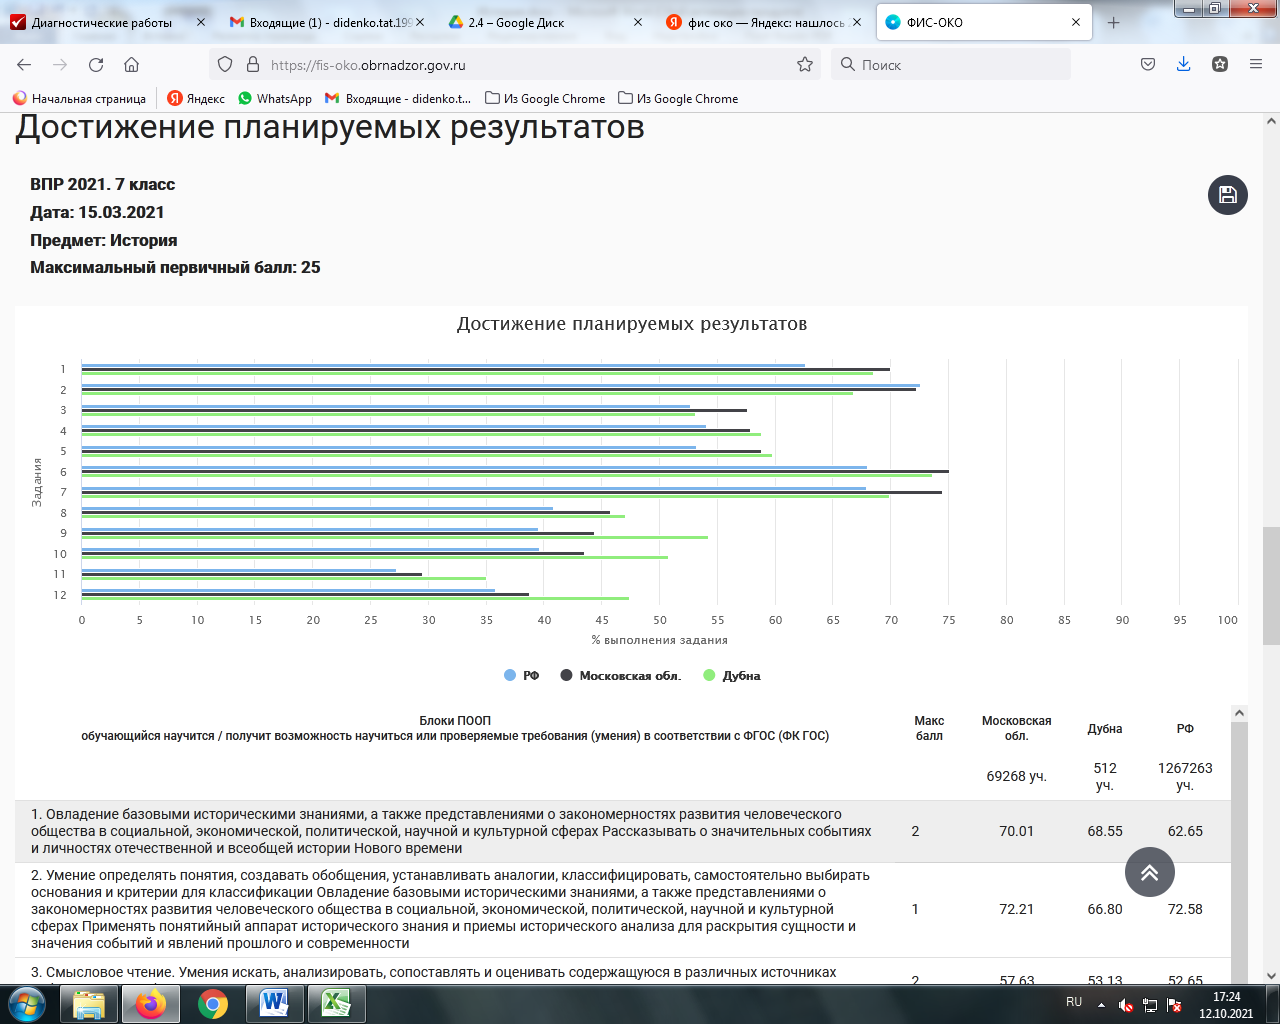 Диагностические работы
Входящие (1) - didenko.tat.199
2.4 – Google Диск
фис око — Яндекс: нашлось
ФИС-ОКО
https://fis-oko.obrnadzor.gov.ru
Поиск
Начальная страница
Яндекс
WhatsApp
Входящие - didenko.t...
Из Google Chrome
Из Google Chrome
Достижение планируемых результатов
ВПР 2021. 7 класс
Дата: 15.03.2021
Предмет: История
Максимальный первичный балл: 25
Достижение планируемых результатов
Задания
1
2
3
4
5
6
7
8
9
10
11
12
0 5 10 15 20 25 30 35 40 45 50 55 60 65 70 75 80 85 90 95 100
% выполнения задания
РФ Московская обл. Дубна
Блоки ПООП
обучающийся научится / получит возможность научиться или проверяемые требования (умения) в соответствии с ФГОС (ФК ГОС)
Макс
балл
Московская
обл.
Дубна
РФ
69268 уч.
512
уч.
1267263
уч.
1. Овладение базовыми историческими знаниями, а также представлениями о закономерностях развития человеческого
общества в социальной, экономической, политической, научной и культурной сферах Рассказывать о значительных событиях
и личностях отечественной и всеобщей истории Нового времени
2 70.01 68.55 62.65
2. Умение определять понятия, создавать обобщения, устанавливать аналогии, классифицировать, самостоятельно выбирать
основания и критерии для классификации Овладение базовыми историческими знаниями, а также представлениями о
закономерностях развития человеческого общества в социальной, экономической, политической, научной и культурной
сферах Применять понятийный аппарат исторического знания и приемы исторического анализа для раскрытия сущности и
значения событий и явлений прошлого и современности
1 72.21 66.80 72.58
3. Смысловое чтение. Умения искать, анализировать, сопоставлять и оценивать содержащуюся в различных источниках
2 57.63 53.13 52.65
RU
17:24
12.10.2021